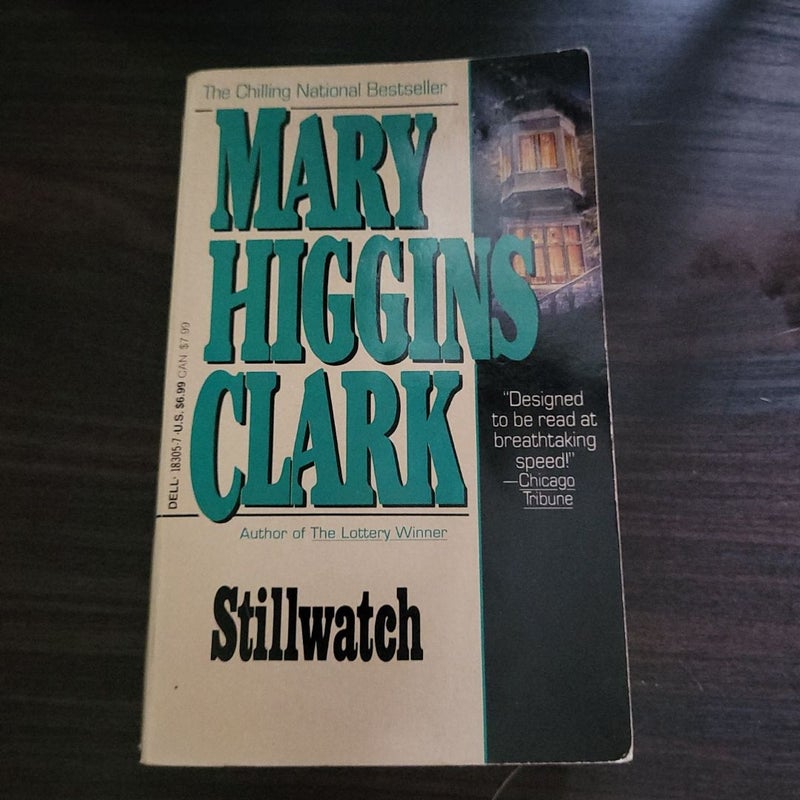 The Chilling National Bestseller
MARY
HIGGINS
CLARK
DELL · 18305-7 · U.S. $6.99 CAN $7.99
"Designed
to be read at
breathtaking
speed!"
—Chicago
Tribune
Author of The Lottery Winner
Stillwatch